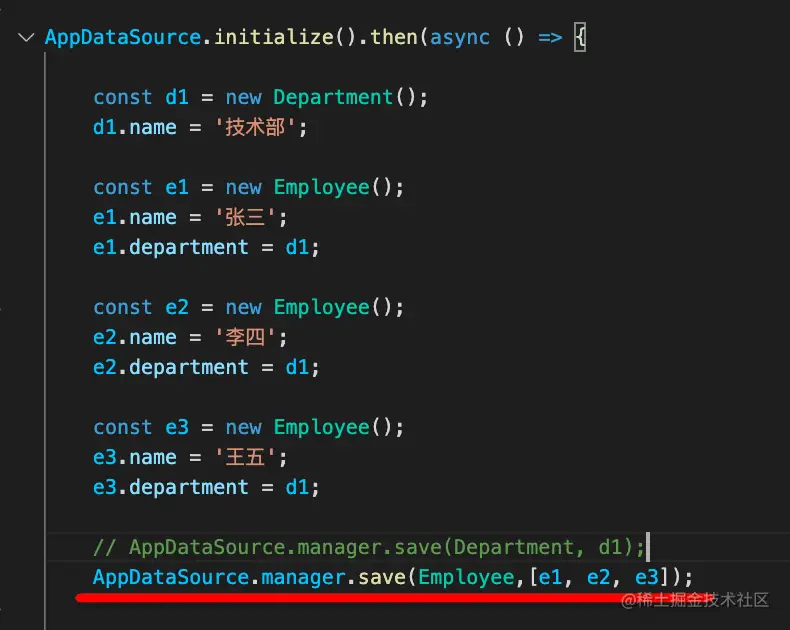 AppDataSource.initialize().then(async () => {
const d1 = new Department();
d1.name = '技术部';
const e1 = new Employee();
e1.name = '张三';
e1.department = d1;
const e2 = new Employee();
e2.name = '李四';
e2.department = d1;
const e3 = new Employee();
e3.name = '王五';
e3.department = d1;
// AppDataSource.manager.save(Department, d1);
AppDataSource.manager.save(Employee,[e1, e2, e3]);
@稀土掘金技术社区